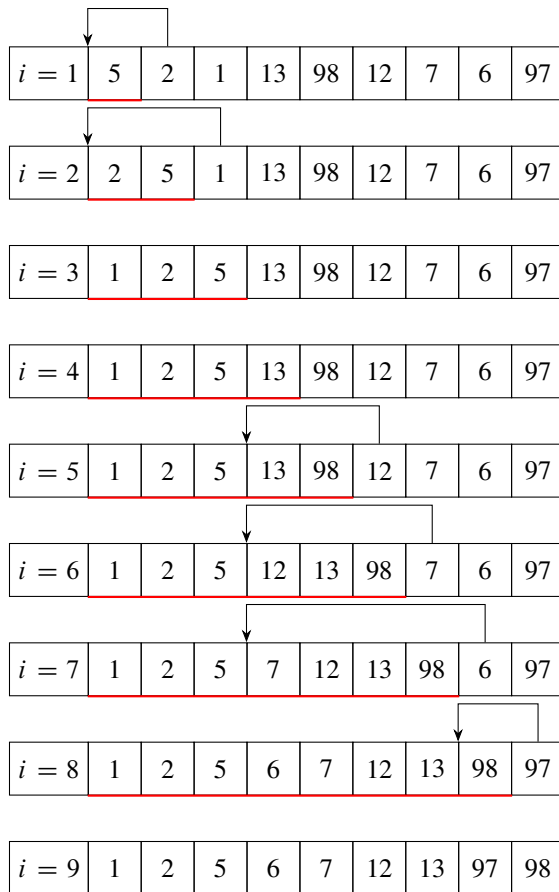 i = 1 5 2 1 13 98 12 7 6 97
i = 2 2 5 1 13 98 12 7 6 97
i = 3 1 2 5 13 98 12 7 6 97
i = 4 1 2 5 13 98 12 7 6 97
i = 5 1 2 5 13 98 12 7 6 97
i = 6 1 2 5 12 13 98 7 6 97
i = 7 1 2 5 7 12 13 98 6 97
i = 8 1 2 5 6 7 12 13 98 97
i = 9 1 2 5 6 7 12 13 97 98